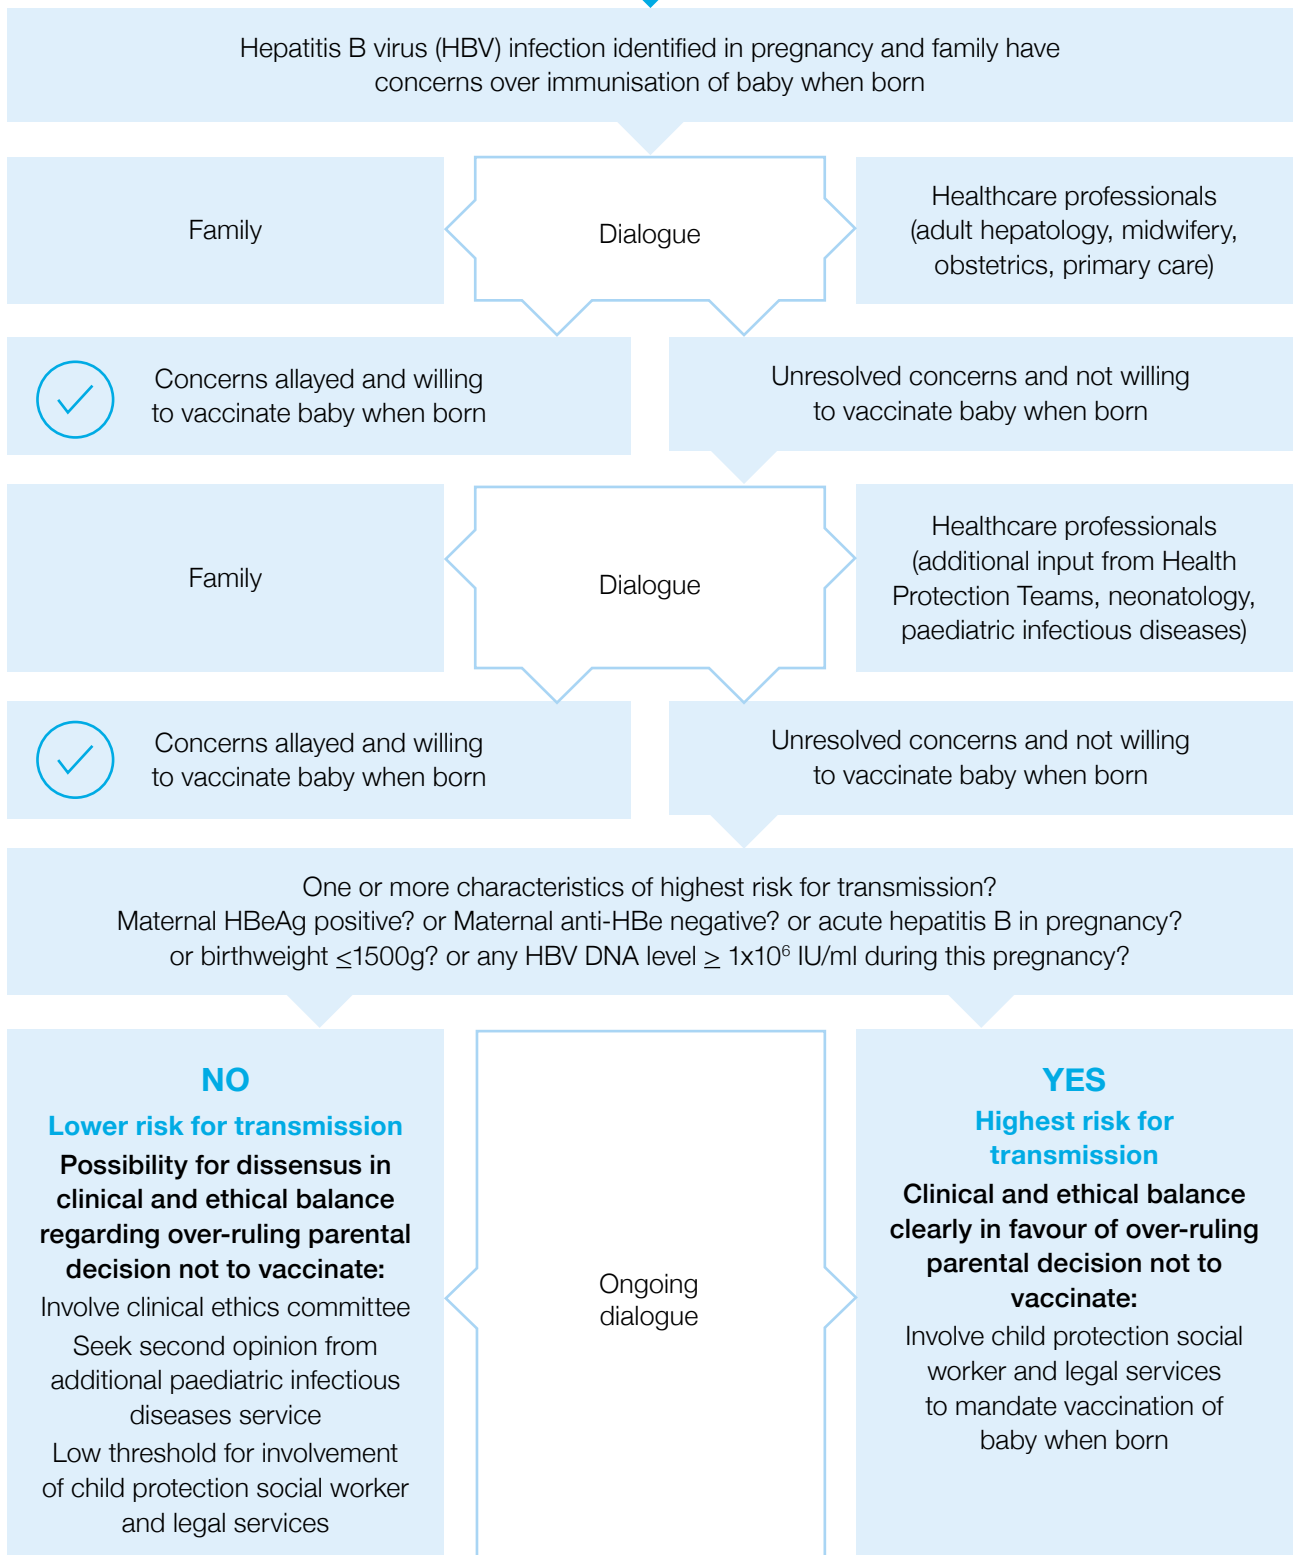 Hepatitis B virus (HBV) infection identified in pregnancy and family have
concerns over immunisation of baby when born
Family
Dialogue
Healthcare professionals
(adult hepatology, midwifery,
obstetrics, primary care)
Concerns allayed and willing
to vaccinate baby when born
Unresolved concerns and not willing
to vaccinate baby when born
Family
Dialogue
Healthcare professionals
(additional input from Health
Protection Teams, neonatology,
paediatric infectious diseases)
Concerns allayed and willing
to vaccinate baby when born
Unresolved concerns and not willing
to vaccinate baby when born
One or more characteristics of highest risk for transmission?
Maternal HBeAg positive? or Maternal anti-HBe negative? or acute hepatitis B in pregnancy?
or birthweight ≤1500g? or any HBV DNA level ≥ 1x10⁶ IU/ml during this pregnancy?
NO
Lower risk for transmission
Possibility for dissensus in
clinical and ethical balance
regarding over-ruling parental
decision not to vaccinate:
Involve clinical ethics committee
Seek second opinion from
additional paediatric infectious
diseases service
Low threshold for involvement
of child protection social worker
and legal services
Ongoing
dialogue
YES
Highest risk for
transmission
Clinical and ethical balance
clearly in favour of over-ruling
parental decision not to
vaccinate:
Involve child protection social
worker and legal services
to mandate vaccination of
baby when born